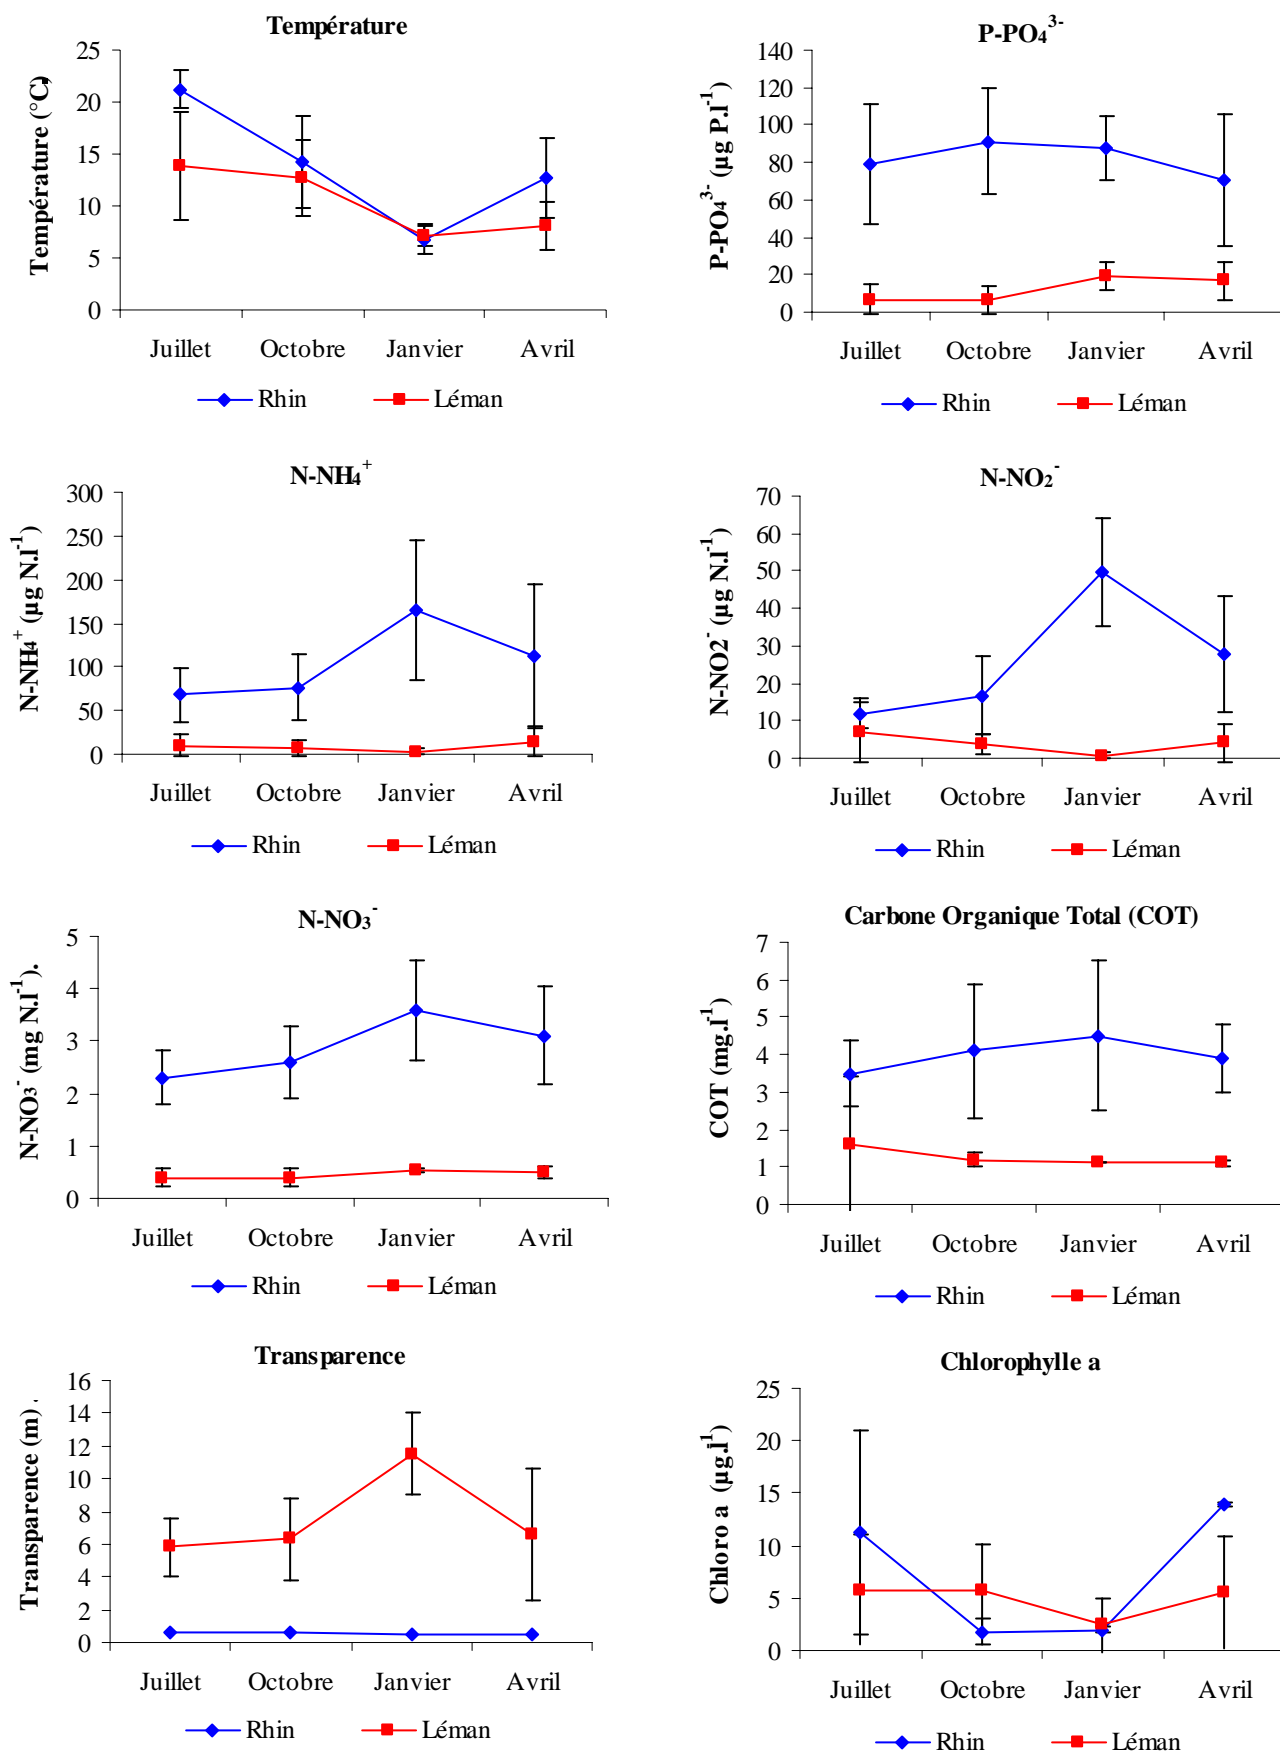 Température
Température (°C)
25
20
15
10
5
0
Juillet Octobre Janvier Avril
Rhin Léman
P-PO₄³⁻
P-PO₄³⁻ (µg P.l⁻¹)
140
120
100
80
60
40
20
0
Juillet Octobre Janvier Avril
Rhin Léman
N-NH₄⁺
N-NH₄⁺ (µg N.l⁻¹)
300
250
200
150
100
50
0
Juillet Octobre Janvier Avril
Rhin Léman
N-NO₂⁻
N-NO2⁻ (µg N.l⁻¹)
70
60
50
40
30
20
10
0
Juillet Octobre Janvier Avril
Rhin Léman
N-NO₃⁻
N-NO₃⁻ (mg N.l⁻¹).
5
4
3
2
1
0
Juillet Octobre Janvier Avril
Rhin Léman
Carbone Organique Total (COT)
COT (mg.l⁻¹)
7
6
5
4
3
2
1
0
Juillet Octobre Janvier Avril
Rhin Léman
Transparence
Transparence (m) .
16
14
12
10
8
6
4
2
0
Juillet Octobre Janvier Avril
Rhin Léman
Chlorophylle a
Chloro a (µg.l⁻¹)
25
20
15
10
5
0
Juillet Octobre Janvier Avril
Rhin Léman